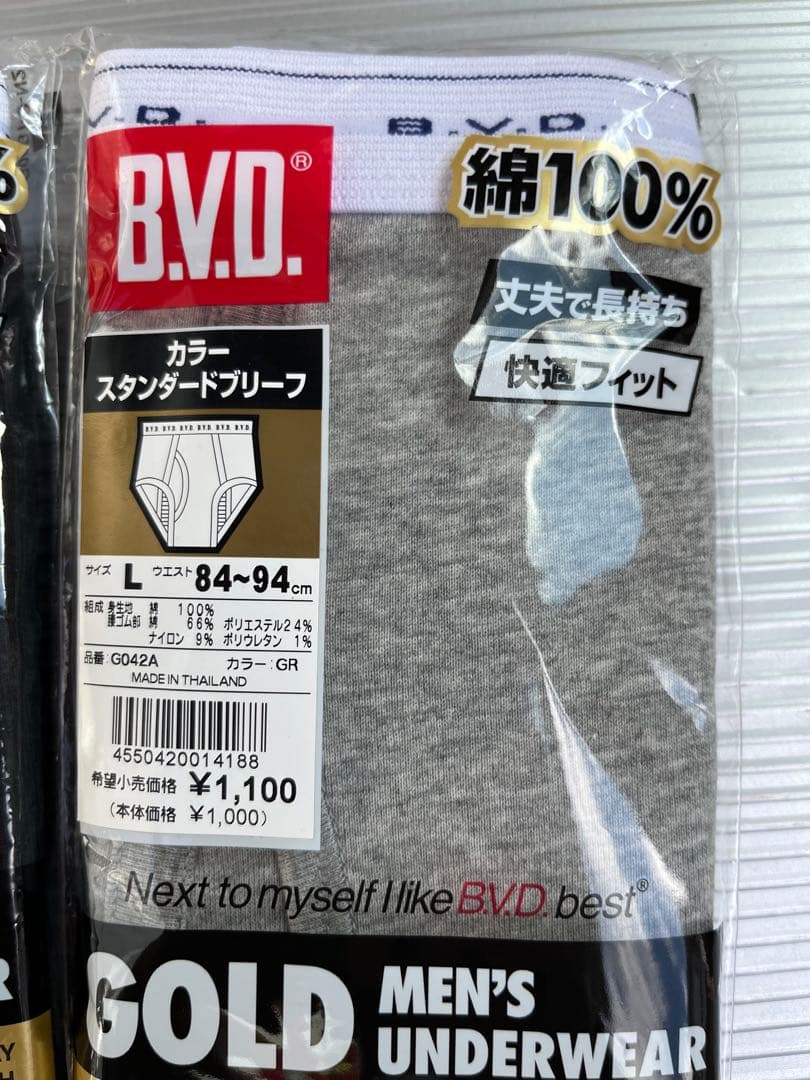 B.V.D.
B.V.D.®
綿100%
丈夫で長持ち
快適フィット
カラー
スタンダードブリーフ
B.V.D. B.V.D. B.V.D. B.V.D. B.V.D. B.V.D.
サイズ L ウエスト 84~94cm
組成 身生地 綿 100%
腰ゴム部 綿 66% ポリエステル24%
ナイロン 9% ポリウレタン 1%
品番:G042A カラー:GR
MADE IN THAILAND
4550420014188
希望小売価格 ¥1,100
(本体価格 ¥1,000)
Next to myself I like B.V.D. best®
GOLD MEN'S
UNDERWEAR
%
R